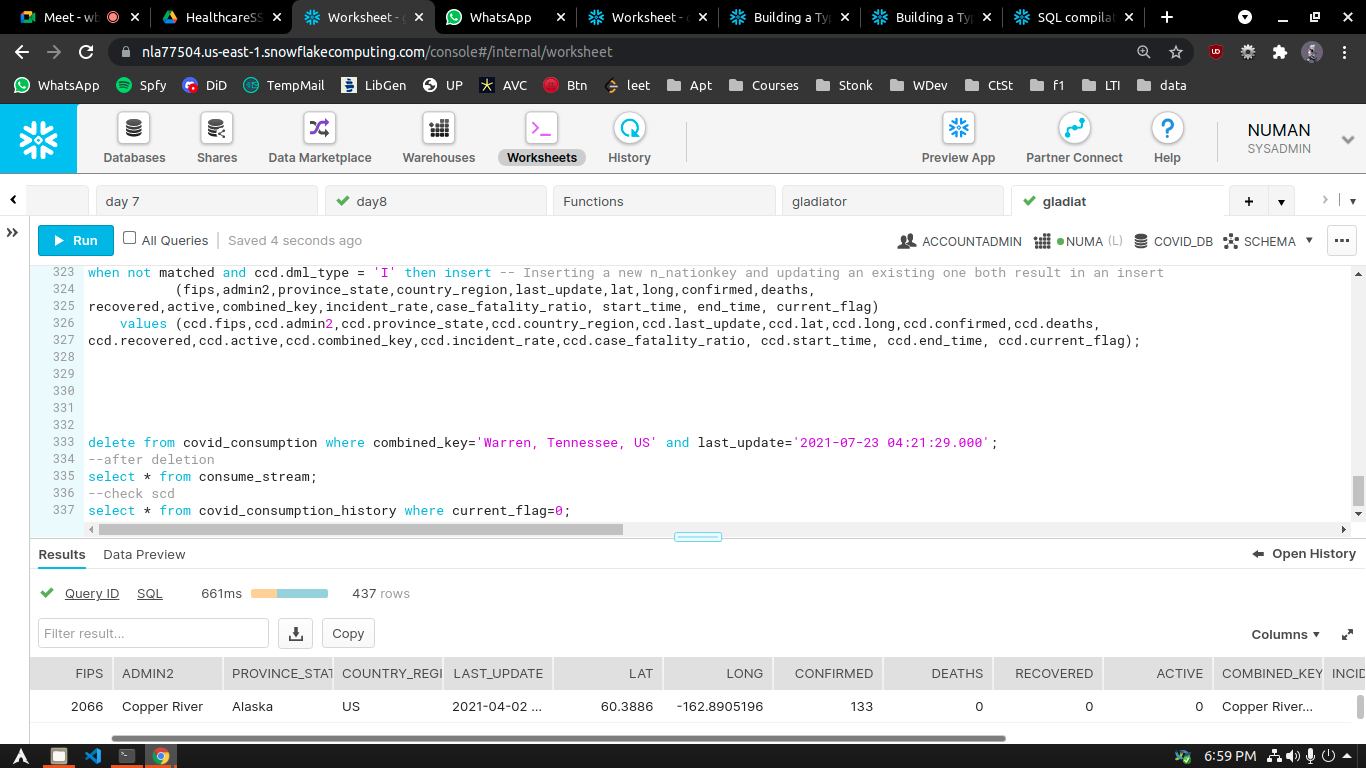 Meet - wb
HealthcareSS
Worksheet - g
WhatsApp
Worksheet - c
Building a Typ
Building a Typ
SQL compilat
nla77504.us-east-1.snowflakecomputing.com/console#/internal/worksheet
WhatsApp Spfy DiD TempMail LibGen UP AVC Btn leet Apt Courses Stonk WDev CtSt f1 LTI data
Databases Shares Data Marketplace Warehouses Worksheets History Preview App Partner Connect Help
NUMAN
SYSADMIN
day 7 day8 Functions gladiator gladiat
Run All Queries Saved 4 seconds ago ACCOUNTADMIN NUMA (L) COVID_DB SCHEMA
323 when not matched and ccd.dml_type = 'I' then insert -- Inserting a new n_nationkey and updating an existing one both result in an insert
324 (fips,admin2,province_state,country_region,last_update,lat,long,confirmed,deaths,
325 recovered,active,combined_key,incident_rate,case_fatality_ratio, start_time, end_time, current_flag)
326 values (ccd.fips,ccd.admin2,ccd.province_state,ccd.country_region,ccd.last_update,ccd.lat,ccd.long,ccd.confirmed,ccd.deaths,
327 ccd.recovered,ccd.active,ccd.combined_key,ccd.incident_rate,ccd.case_fatality_ratio, ccd.start_time, ccd.end_time, ccd.current_flag);
328
329
330
331
332
333 delete from covid_consumption where combined_key='Warren, Tennessee, US' and last_update='2021-07-23 04:21:29.000';
334 --after deletion
335 select * from consume_stream;
336 --check scd
337 select * from covid_consumption_history where current_flag=0;
Results Data Preview Open History
Query ID SQL 661ms 437 rows
Filter result... Copy Columns
FIPS ADMIN2 PROVINCE_STAT COUNTRY_REGI LAST_UPDATE LAT LONG CONFIRMED DEATHS RECOVERED ACTIVE COMBINED_KEY INCID
2066 Copper River Alaska US 2021-04-02 ... 60.3886 -162.8905196 133 0 0 0 Copper River...
6:59 PM